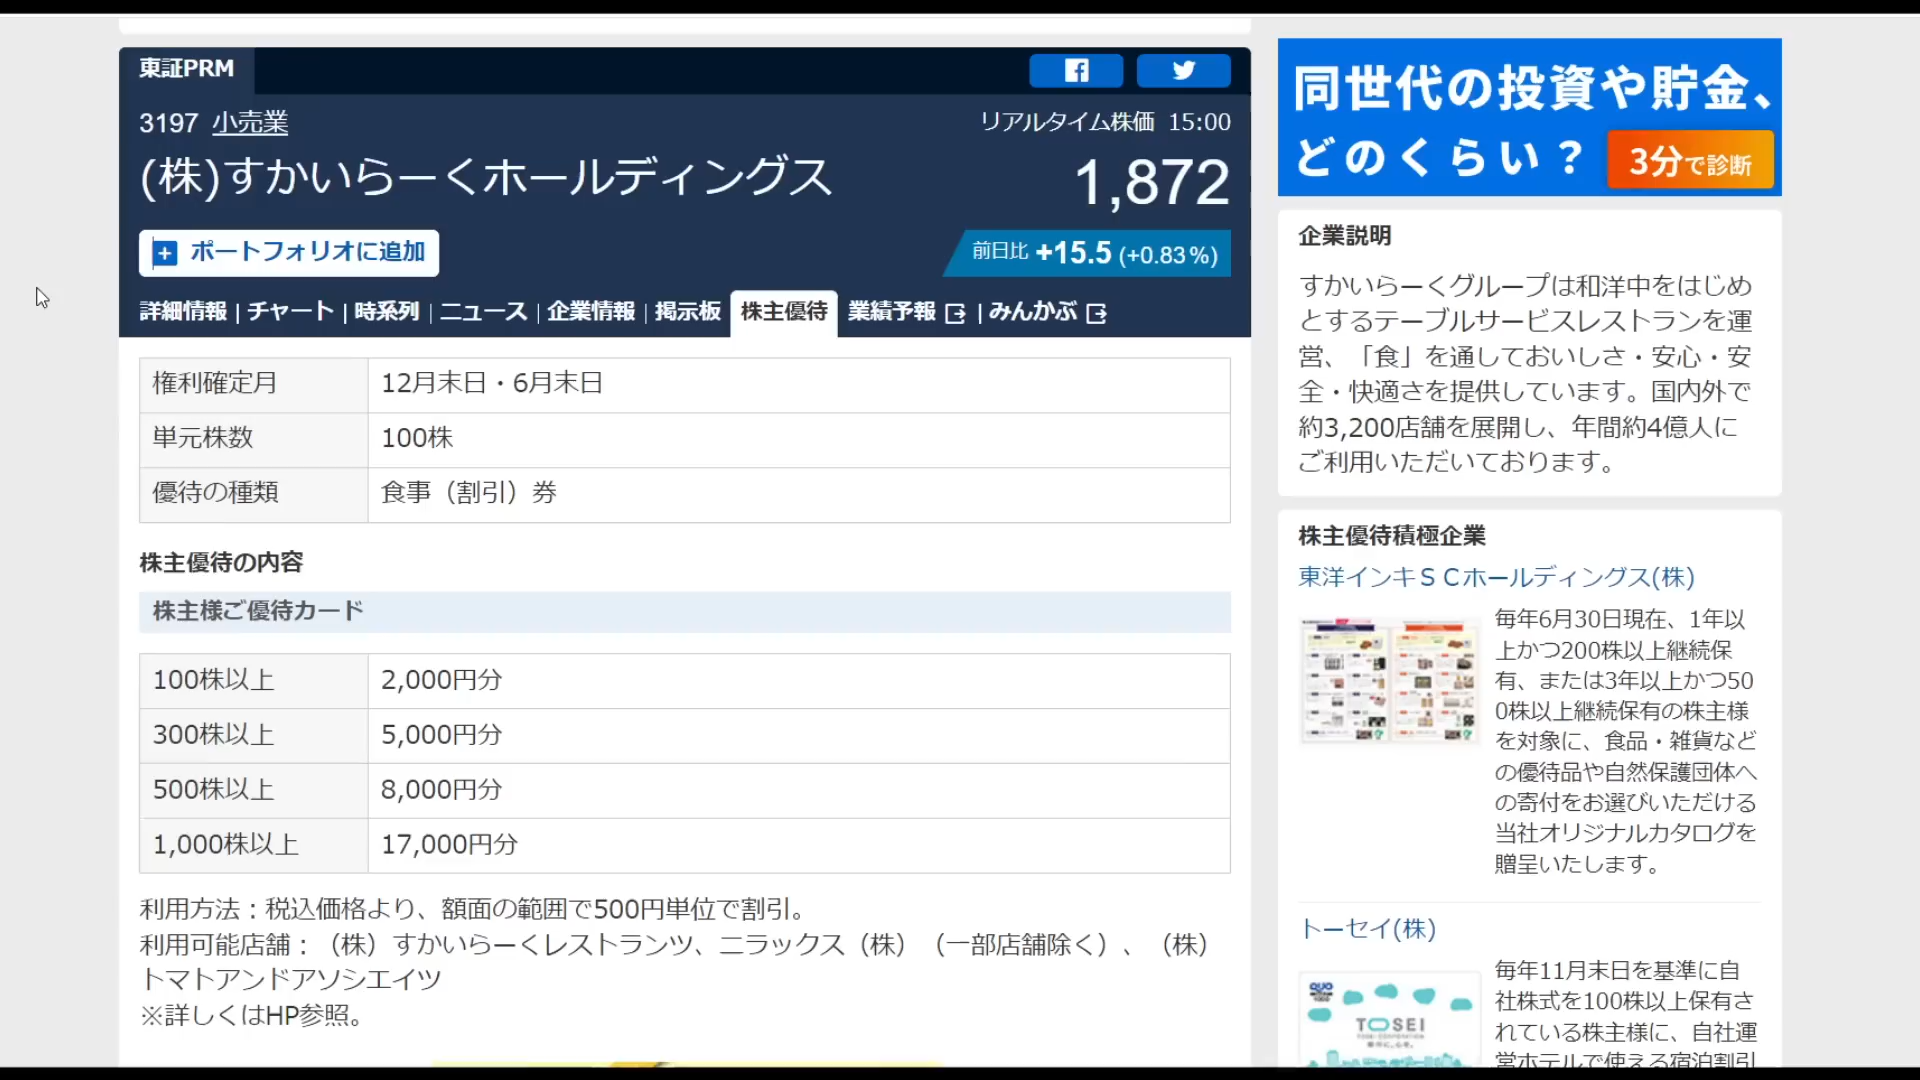 東証PRM
3197 小売業
リアルタイム株価 15:00
(株)すかいらーくホールディングス
1,872
ポートフォリオに追加
前日比 +15.5 (+0.83%)
詳細情報 | チャート | 時系列 | ニュース | 企業情報 | 掲示板 株主優待 業績予報 | みんかぶ
権利確定月 12月末日・6月末日
単元株数 100株
優待の種類 食事（割引）券
株主優待の内容
株主様ご優待カード
100株以上 2,000円分
300株以上 5,000円分
500株以上 8,000円分
1,000株以上 17,000円分
利用方法：税込価格より、額面の範囲で500円単位で割引。
利用可能店舗：（株）すかいらーくレストランツ、ニラックス（株）（一部店舗除く）、（株）
トマトアンドアソシエイツ
※詳しくはHP参照。
同世代の投資や貯金、
どのくらい？ 3分で診断
企業説明
すかいらーくグループは和洋中をはじめ
とするテーブルサービスレストランを運
営、「食」を通しておいしさ・安心・安
全・快適さを提供しています。国内外で
約3,200店舗を展開し、年間約4億人に
ご利用いただいております。
株主優待積極企業
東洋インキＳＣホールディングス(株)
毎年6月30日現在、1年以
上かつ200株以上継続保
有、または3年以上かつ50
0株以上継続保有の株主様
を対象に、食品・雑貨など
の優待品や自然保護団体へ
の寄付をお選びいただける
当社オリジナルカタログを
贈呈いたします。
トーセイ(株)
QUO
TOSEI
毎年11月末日を基準に自
社株式を100株以上保有さ
れている株主様に、自社運
営ホテルで使える宿泊割引